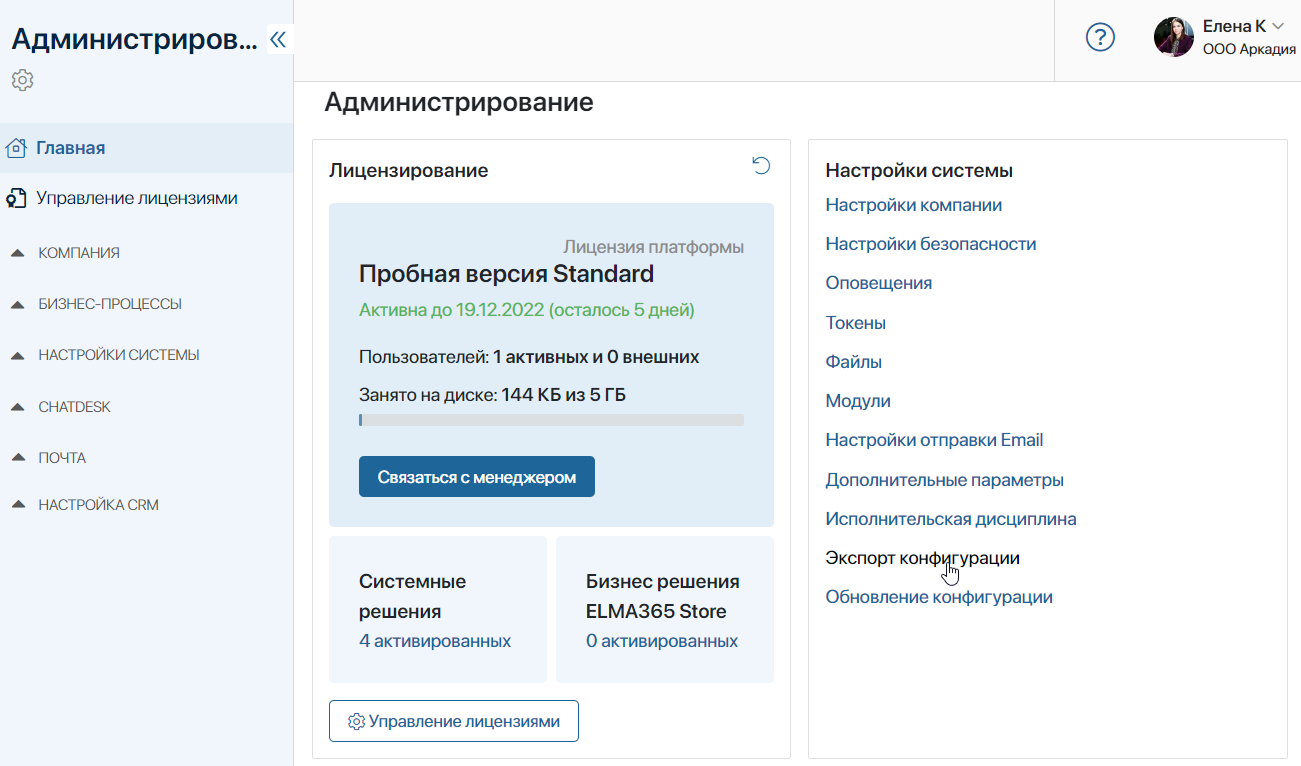 Администриров...
Главная
Управление лицензиями
КОМПАНИЯ
БИЗНЕС-ПРОЦЕССЫ
НАСТРОЙКИ СИСТЕМЫ
CHATDESK
ПОЧТА
НАСТРОЙКА CRM
?
Елена К
ООО Аркадия
Администрирование
Лицензирование
Лицензия платформы
Пробная версия Standard
Активна до 19.12.2022 (осталось 5 дней)
Пользователей: 1 активных и 0 внешних
Занято на диске: 144 КБ из 5 ГБ
Связаться с менеджером
Системные
решения
4 активированных
Бизнес решения
ELMA365 Store
0 активированных
Управление лицензиями
Настройки системы
Настройки компании
Настройки безопасности
Оповещения
Токены
Файлы
Модули
Настройки отправки Email
Дополнительные параметры
Исполнительская дисциплина
Экспорт конфигурации
Обновление конфигурации